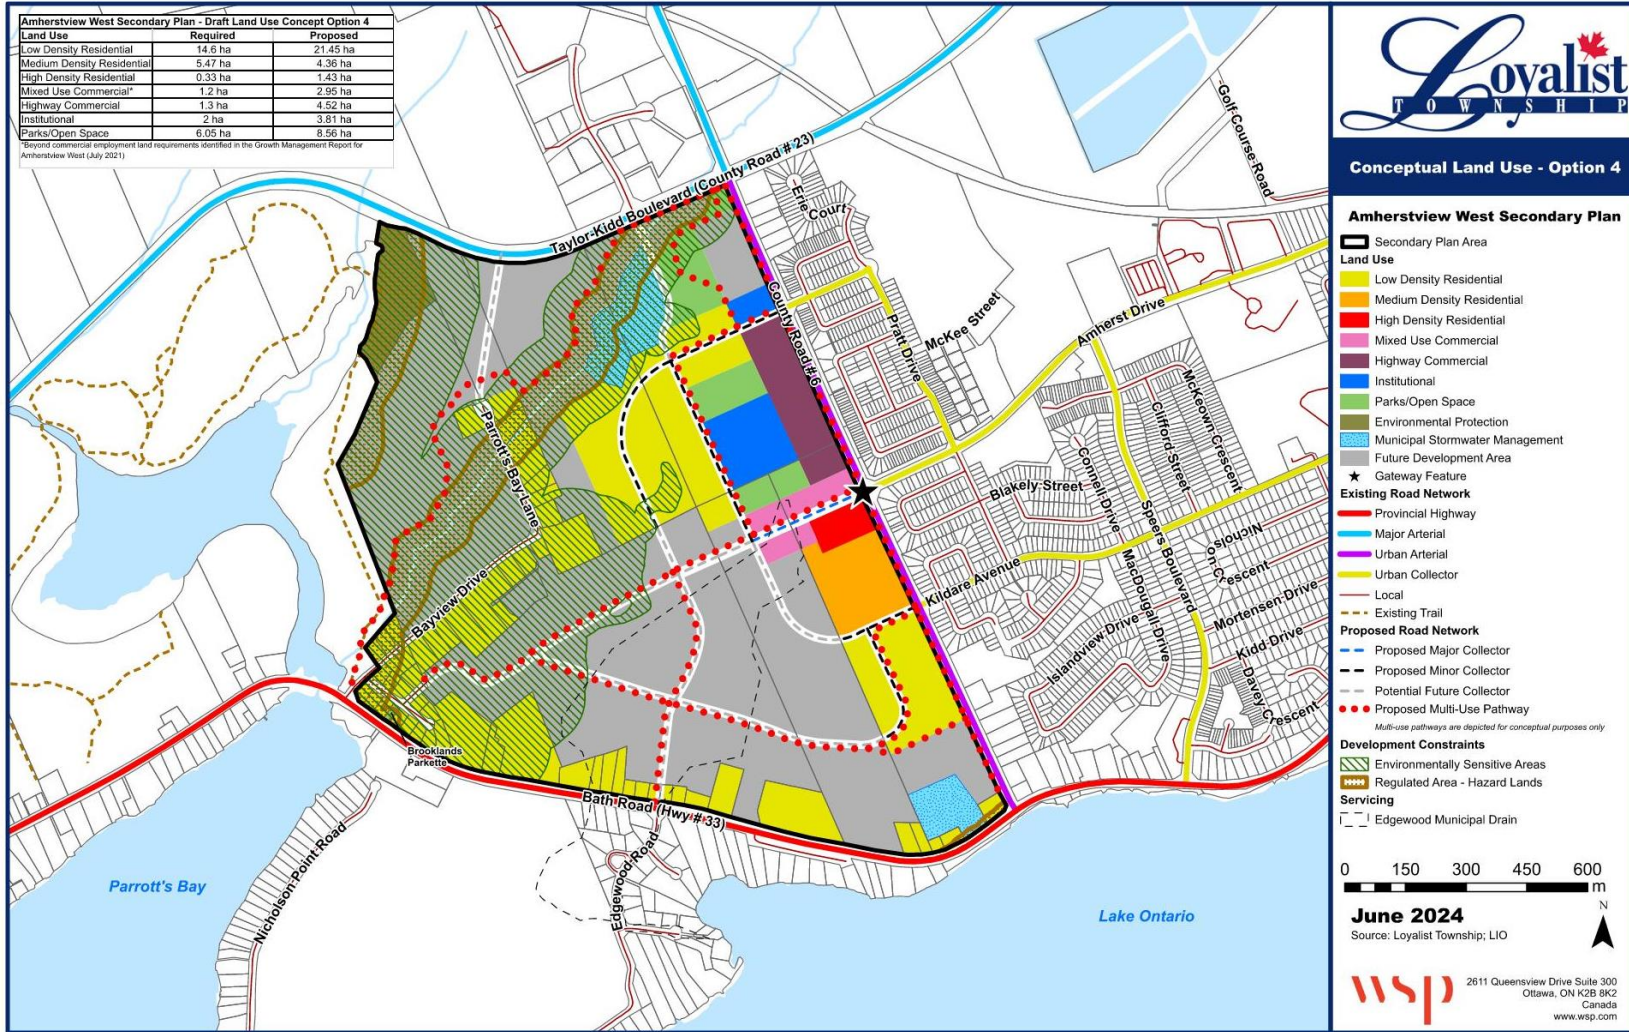 Amherstview West Secondary Plan - Draft Land Use Concept Option 4
Land Use Required Proposed
Low Density Residential 14.6 ha 21.45 ha
Medium Density Residential 5.47 ha 4.36 ha
High Density Residential 0.33 ha 1.43 ha
Mixed Use Commercial* 1.2 ha 2.95 ha
Highway Commercial 1.3 ha 4.52 ha
Institutional 2 ha 3.81 ha
Parks/Open Space 6.05 ha 8.56 ha
*Beyond commercial employment land requirements identified in the Growth Management Report for
Amherstview West (July 2021)
Taylor-Kidd Boulevard (County Road # 23)
Golf Course Road
Erie Court
County Road # 6
Pratt Drive
McKee Street
Amherst Drive
McKeown Crescent
Clifford Street
Connell Drive
Blakely Street
Speers Boulevard
MacDougall Drive
Nicholson Crescent
Kildare Avenue
Mortensen Drive
Islandview Drive
Kidd Drive
Davey Crescent
Parrott's Bay Lane
Bayview Drive
Brooklands
Parkette
Bath Road (Hwy # 33)
Edgewood Road
Nicholson Point Road
Parrott's Bay
Lake Ontario
Loyalist
TOWNSHIP
Conceptual Land Use - Option 4
Amherstview West Secondary Plan
Secondary Plan Area
Land Use
Low Density Residential
Medium Density Residential
High Density Residential
Mixed Use Commercial
Highway Commercial
Institutional
Parks/Open Space
Environmental Protection
Municipal Stormwater Management
Future Development Area
Gateway Feature
Existing Road Network
Provincial Highway
Major Arterial
Urban Arterial
Urban Collector
Local
Existing Trail
Proposed Road Network
Proposed Major Collector
Proposed Minor Collector
Potential Future Collector
Proposed Multi-Use Pathway
Multi-use pathways are depicted for conceptual purposes only
Development Constraints
Environmentally Sensitive Areas
Regulated Area - Hazard Lands
Servicing
Edgewood Municipal Drain
0 150 300 450 600
m
N
June 2024
Source: Loyalist Township; LIO
wsp
2611 Queensview Drive Suite 300
Ottawa, ON K2B 8K2
Canada
www.wsp.com